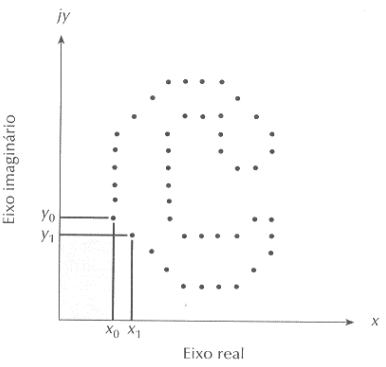 jy
Eixo imaginário
y₀
y₁
x₀ x₁
x
Eixo real